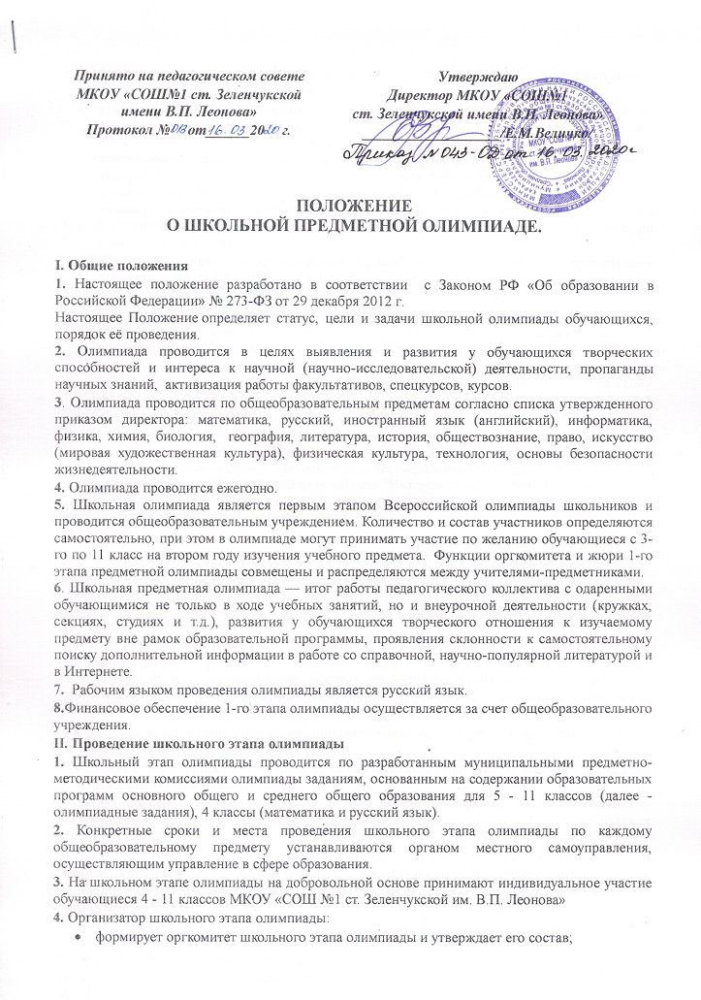 Принято на педагогическом совете
МКОУ «СОШ№1 ст. Зеленчукской
имени В.П. Леонова»
Протокол № 013 от 16. 03 2020 г.
Утверждаю
Директор МКОУ «СОШ№1
ст. Зеленчукской имени В.П. Леонова»
/Е.М.Величко/
Приказ № 043-ОД от 16. 03. 2020 г
МКОУ "СОШ №1
им. В.П. Леонова"
ПОЛОЖЕНИЕ
О ШКОЛЬНОЙ ПРЕДМЕТНОЙ ОЛИМПИАДЕ.
I. Общие положения
1. Настоящее положение разработано в соответствии с Законом РФ «Об образовании в
Российской Федерации» № 273-ФЗ от 29 декабря 2012 г.
Настоящее Положение определяет статус, цели и задачи школьной олимпиады обучающихся,
порядок её проведения.
2. Олимпиада проводится в целях выявления и развития у обучающихся творческих
способностей и интереса к научной (научно-исследовательской) деятельности, пропаганды
научных знаний, активизация работы факультативов, спецкурсов, курсов.
3. Олимпиада проводится по общеобразовательным предметам согласно списка утвержденного
приказом директора: математика, русский, иностранный язык (английский), информатика,
физика, химия, биология, география, литература, история, обществознание, право, искусство
(мировая художественная культура), физическая культура, технология, основы безопасности
жизнедеятельности.
4. Олимпиада проводится ежегодно.
5. Школьная олимпиада является первым этапом Всероссийской олимпиады школьников и
проводится общеобразовательным учреждением. Количество и состав участников определяются
самостоятельно, при этом в олимпиаде могут принимать участие по желанию обучающиеся с 3-
го по 11 класс на втором году изучения учебного предмета. Функции оргкомитета и жюри 1-го
этапа предметной олимпиады совмещены и распределяются между учителями-предметниками.
6. Школьная предметная олимпиада — итог работы педагогического коллектива с одаренными
обучающимися не только в ходе учебных занятий, но и внеурочной деятельности (кружках,
секциях, студиях и т.д.), развития у обучающихся творческого отношения к изучаемому
предмету вне рамок образовательной программы, проявления склонности к самостоятельному
поиску дополнительной информации в работе со справочной, научно-популярной литературой и
в Интернете.
7. Рабочим языком проведения олимпиады является русский язык.
8.Финансовое обеспечение 1-го этапа олимпиады осуществляется за счет общеобразовательного
учреждения.
II. Проведение школьного этапа олимпиады
1. Школьный этап олимпиады проводится по разработанным муниципальными предметно-
методическими комиссиями олимпиады заданиям, основанным на содержании образовательных
программ основного общего и среднего общего образования для 5 - 11 классов (далее -
олимпиадные задания), 4 классы (математика и русский язык).
2. Конкретные сроки и места проведения школьного этапа олимпиады по каждому
общеобразовательному предмету устанавливаются органом местного самоуправления,
осуществляющим управление в сфере образования.
3. На школьном этапе олимпиады на добровольной основе принимают индивидуальное участие
обучающиеся 4 - 11 классов МКОУ «СОШ №1 ст. Зеленчукской им. В.П. Леонова»
4. Организатор школьного этапа олимпиады:
• формирует оргкомитет школьного этапа олимпиады и утверждает его состав;